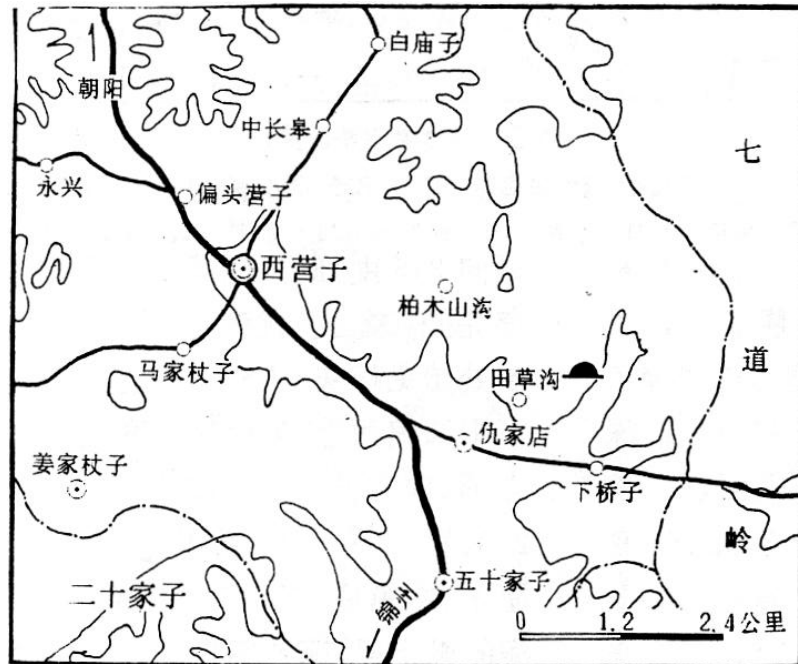 白庙子
朝阳
中长皋
七
永兴
偏头营子
西营子
柏木山沟
马家杖子
道
田草沟
仇家店
姜家杖子
下桥子
岭
二十家子
五十家子
锦州
0 1.2 2.4公里